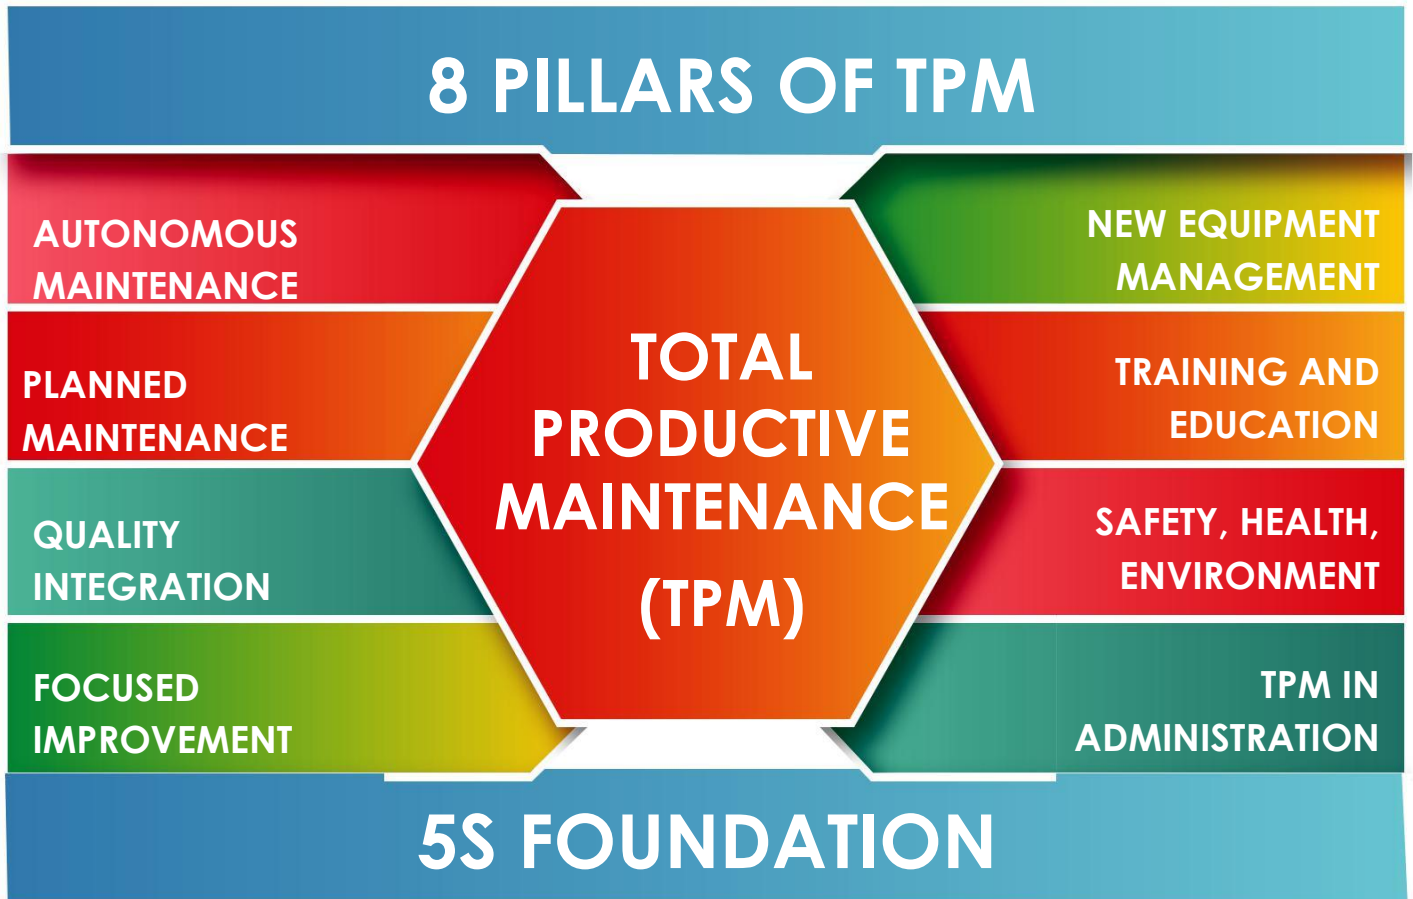 8 PILLARS OF TPM
AUTONOMOUS
MAINTENANCE
PLANNED
MAINTENANCE
QUALITY
INTEGRATION
FOCUSED
IMPROVEMENT
TOTAL
PRODUCTIVE
MAINTENANCE
(TPM)
NEW EQUIPMENT
MANAGEMENT
TRAINING AND
EDUCATION
SAFETY, HEALTH,
ENVIRONMENT
TPM IN
ADMINISTRATION
5S FOUNDATION